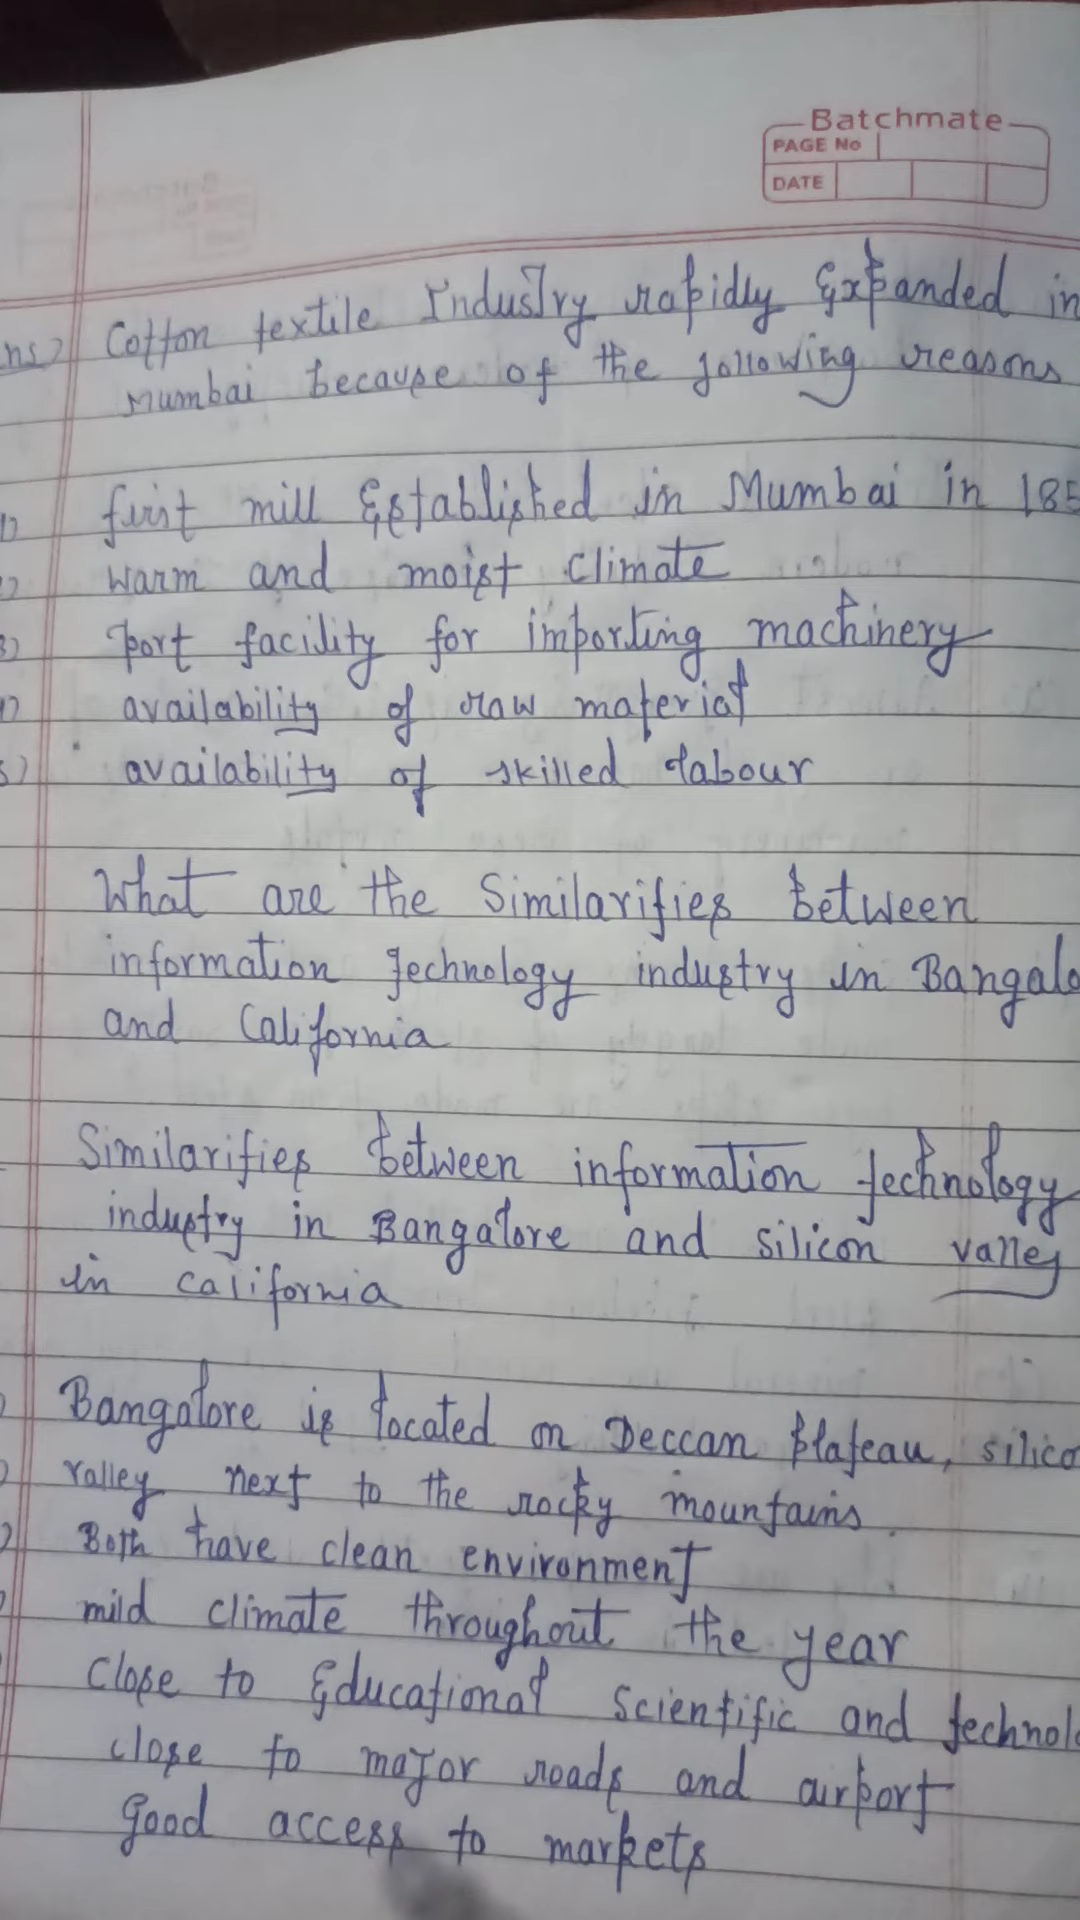 Batchmate
PAGE No
DATE
ns) Cotton textile Industry rapidly Expanded in
Mumbai because of the following reasons
1) first mill Established in Mumbai in 185
2) warm and moist climate
3) port facility for importing machinery
4) availability of raw material
5) availability of skilled labour
What are the Similarities between
information technology industry in Bangalo
and California
Similarities between information technology
industry in Bangalore and silicon valley
in california
Bangalore is located on Deccan plateau, silico
valley next to the rocky mountains.
Both have clean environment
mild climate throughout the year
close to Educational scientific and technolo
close to major roads and airport
good access to markets